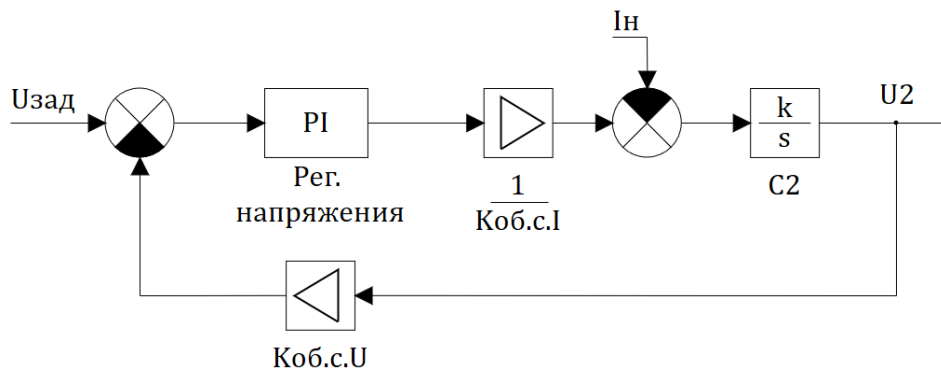 Iн
Uзад
PI
k
s
U2
Рег.
напряжения
1
Коб.с.I
C2
Коб.с.U